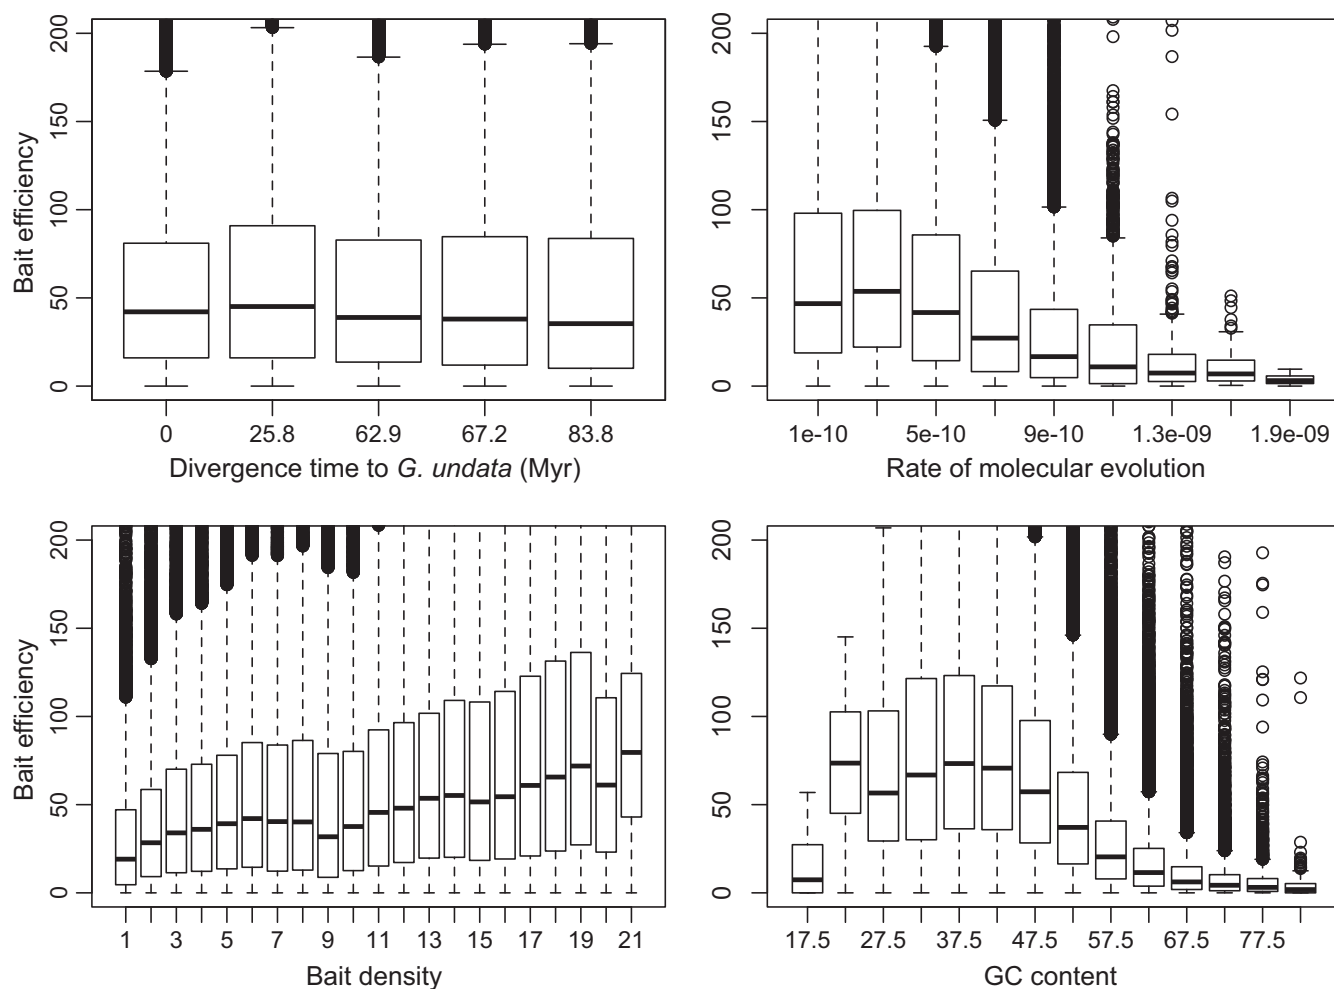 Bait efficiency
200
150
100
50
0
0 25.8 62.9 67.2 83.8
Divergence time to G. undata (Myr)
200
150
100
50
0
1e-10 5e-10 9e-10 1.3e-09 1.9e-09
Rate of molecular evolution
Bait efficiency
200
150
100
50
0
1 3 5 7 9 11 13 15 17 19 21
Bait density
200
150
100
50
0
17.5 27.5 37.5 47.5 57.5 67.5 77.5
GC content